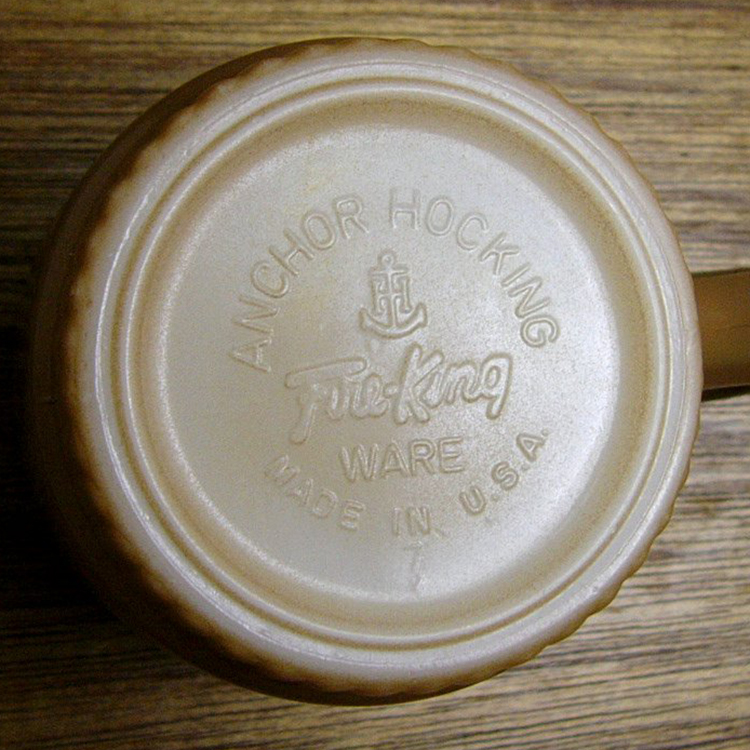 ANCHOR HOCKING
H
Fire-King
WARE
MADE IN U.S.A.